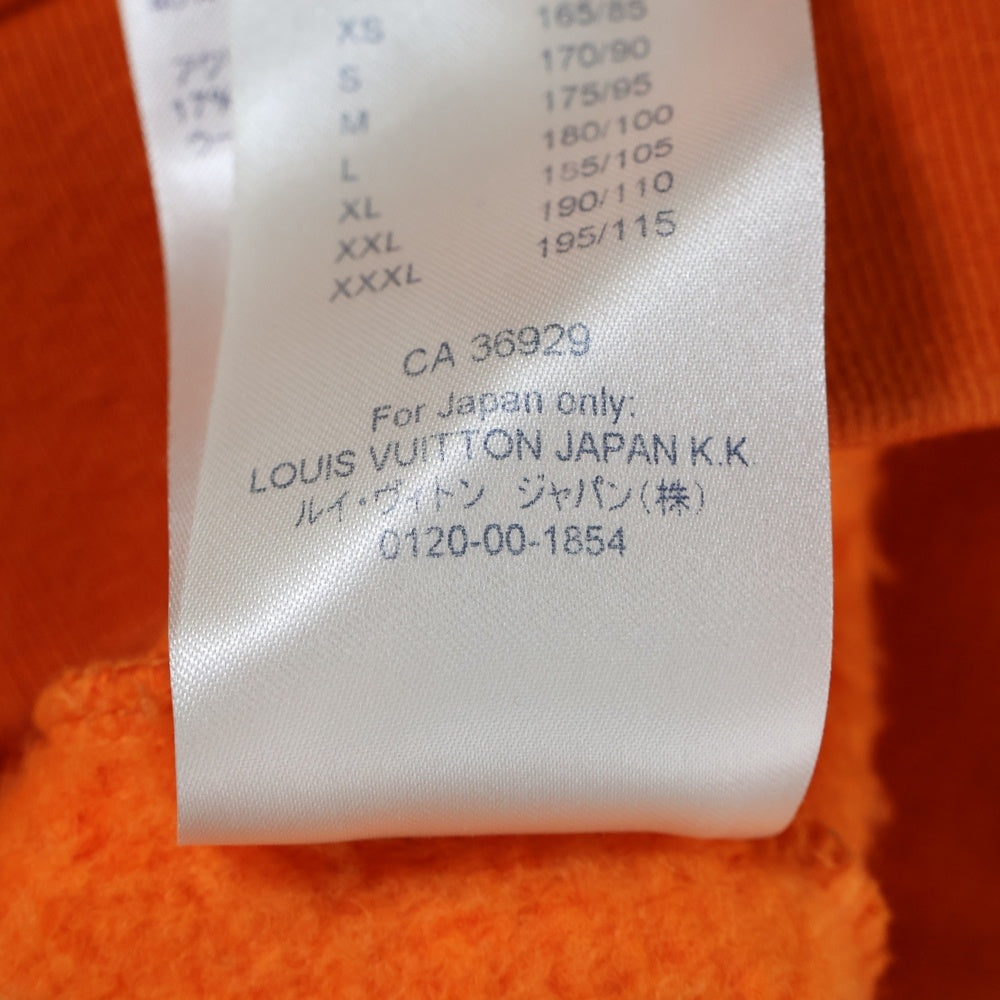 XS 165/85
S 170/90
M 175/95
L 180/100
XL 185/105
XXL 190/110
XXXL 195/115
CA 36929
For Japan only:
LOUIS VUITTON JAPAN K.K
ルイ・ヴィトン ジャパン(株)
0120-00-1854